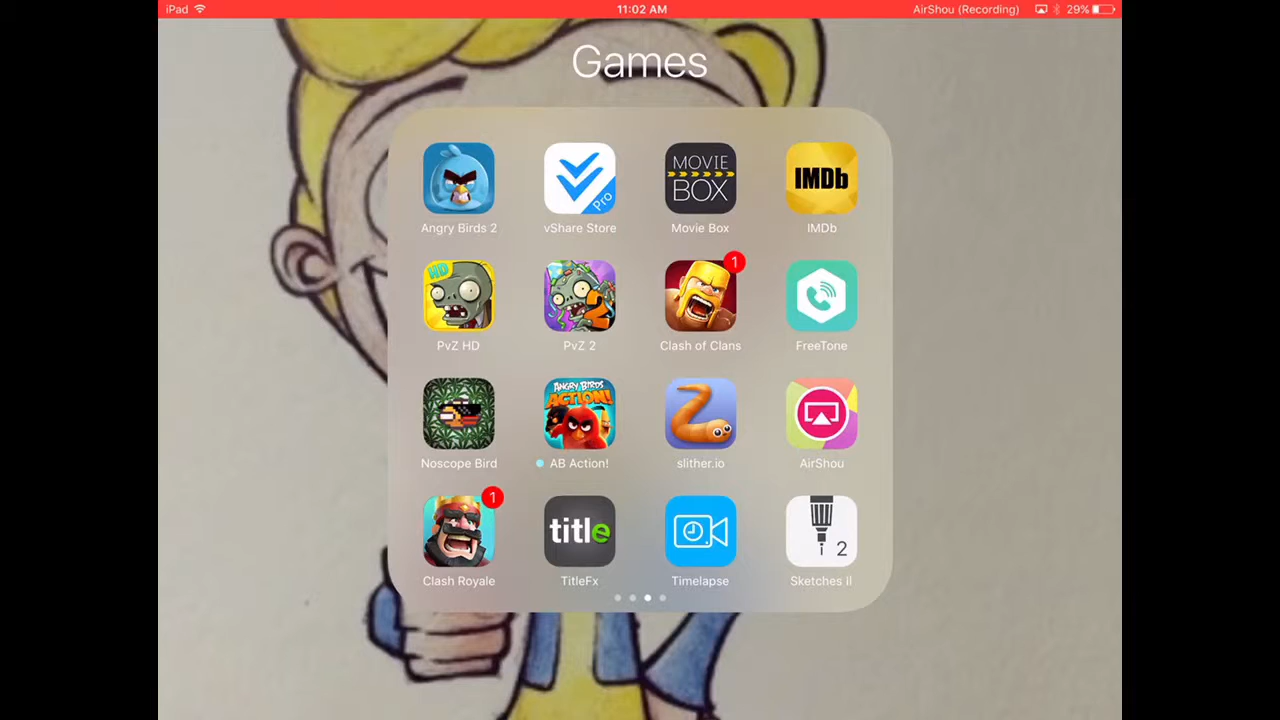 iPad 11:02 AM AirShou (Recording) 29%
Games
MOVIE
BOX
IMDb
Pro
Angry Birds 2 vShare Store Movie Box IMDb
HD
2
1
PvZ HD PvZ 2 Clash of Clans FreeTone
ANGRY BIRDS
ACTION!
Noscope Bird AB Action! slither.io AirShou
1
title
2
Clash Royale TitleFx Timelapse Sketches II